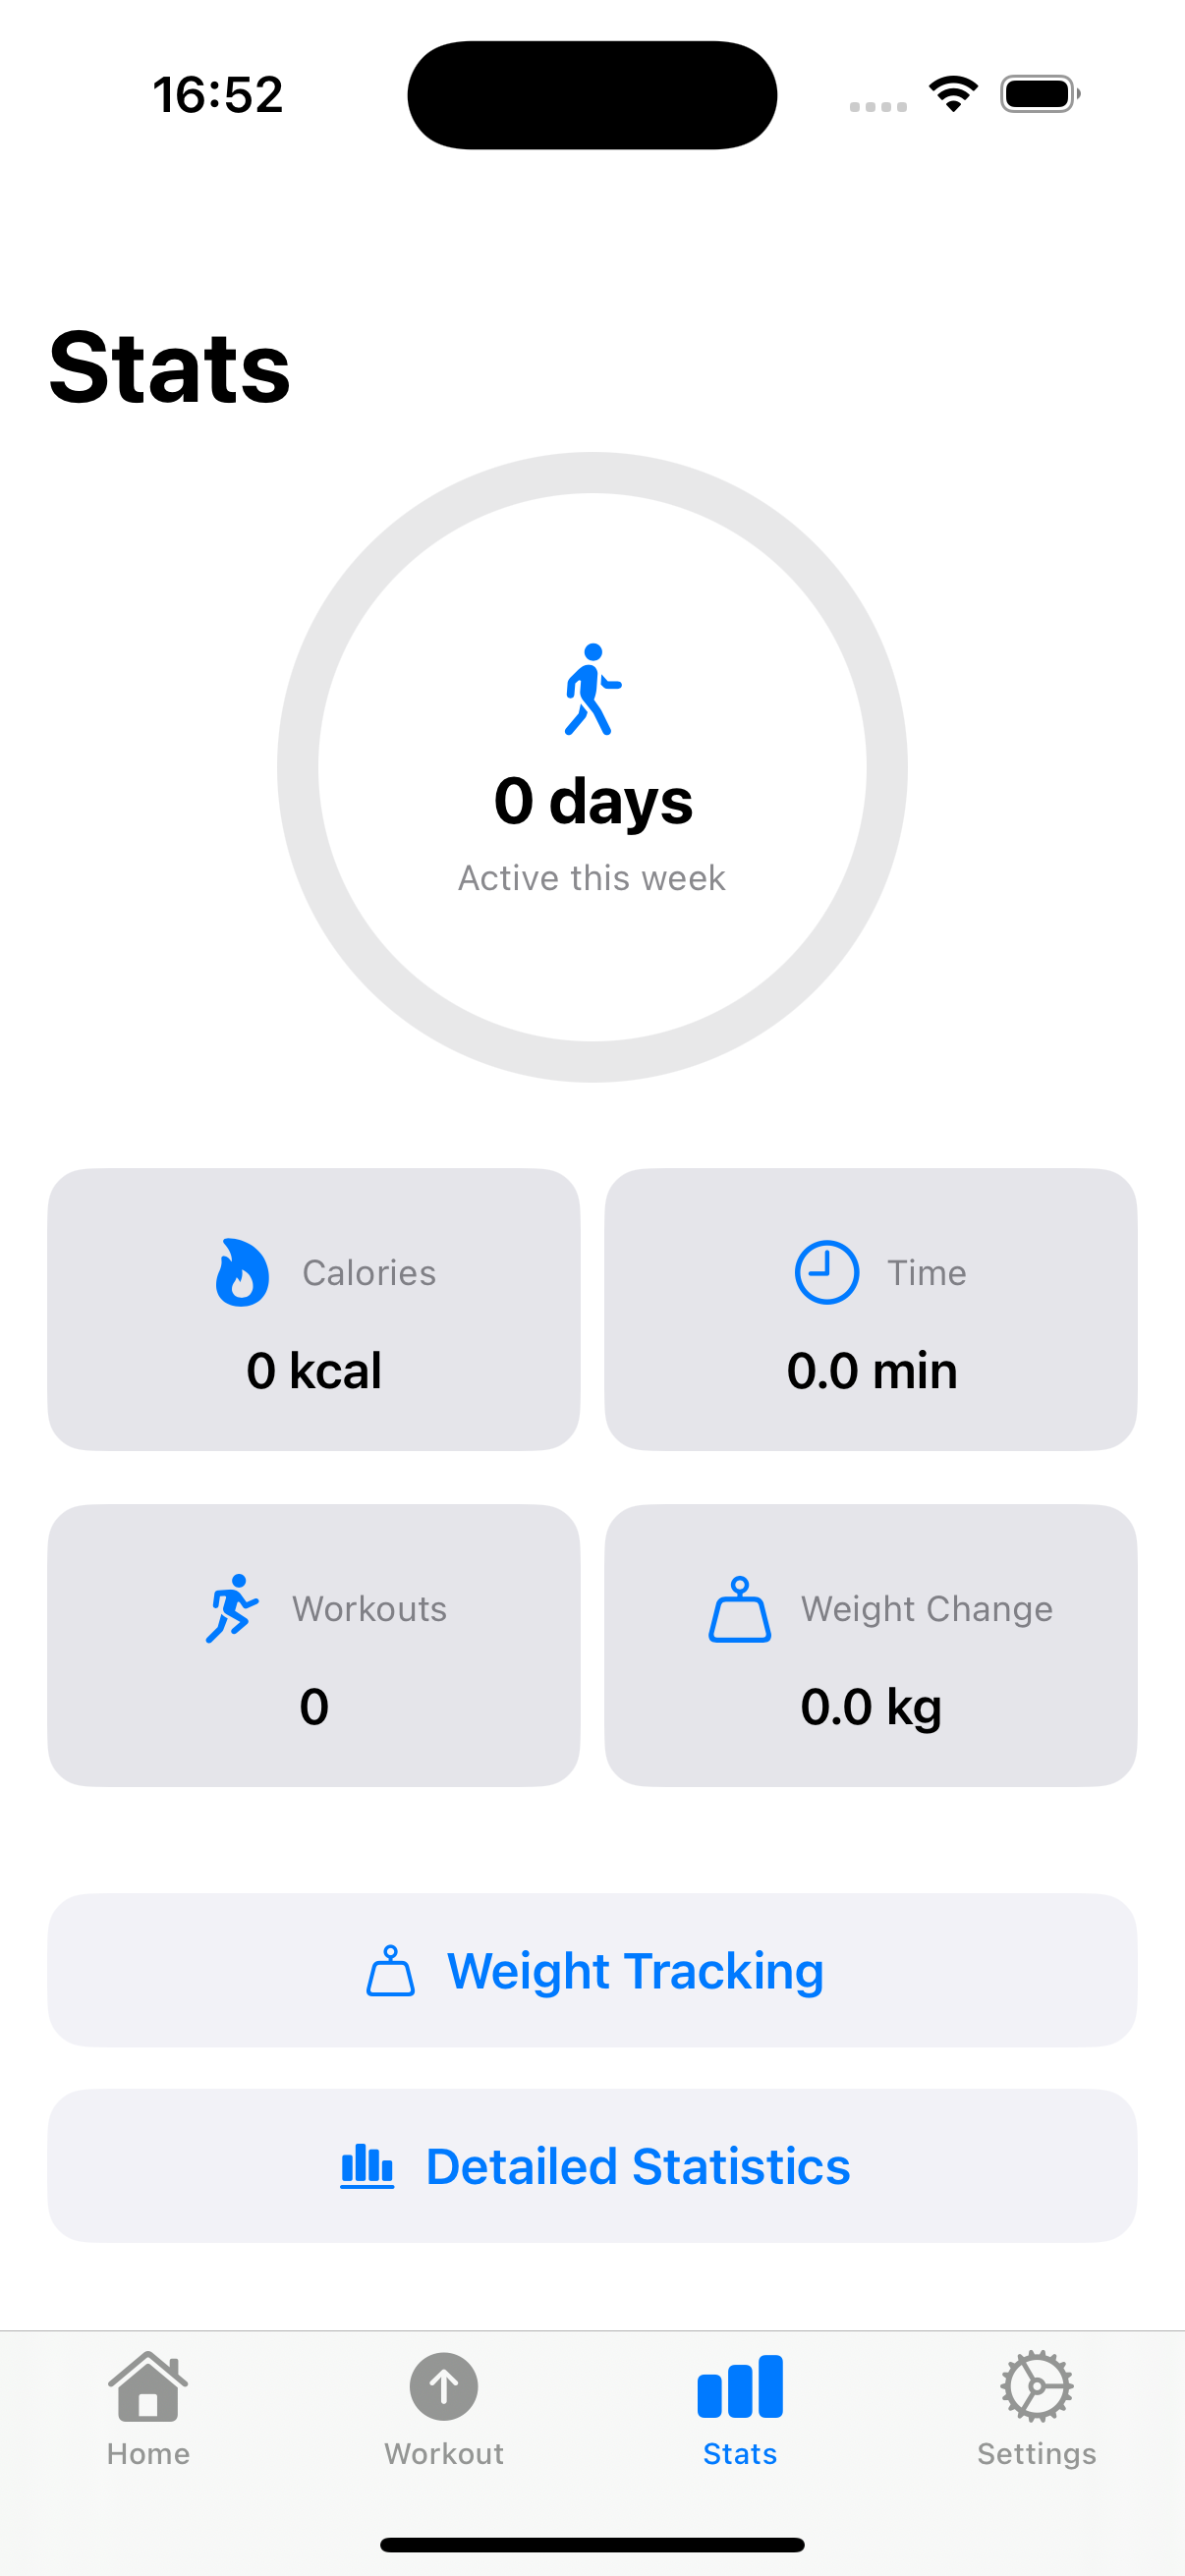 16:52
Stats
0 days
Active this week
Calories
0 kcal
Time
0.0 min
Workouts
0
Weight Change
0.0 kg
Weight Tracking
Detailed Statistics
Home
Workout
Stats
Settings